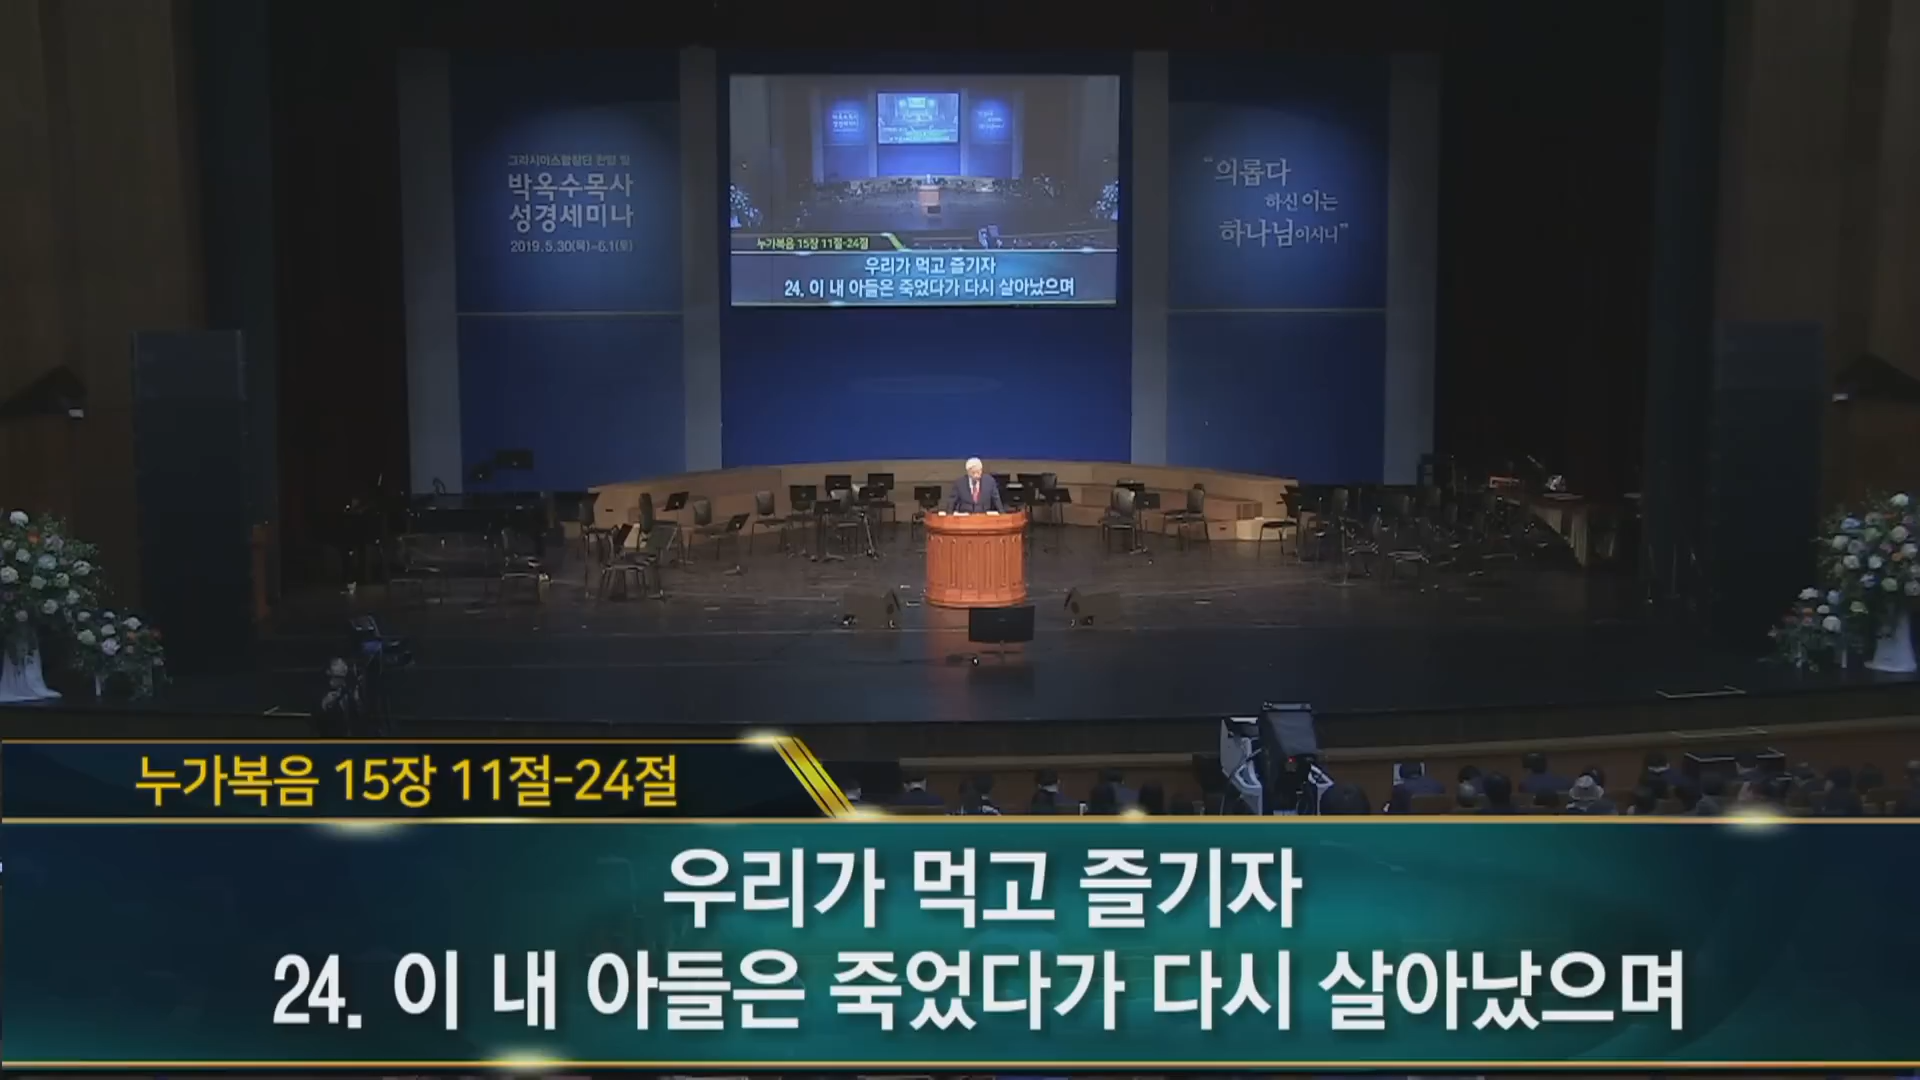 그라시아스합창단 찬양 및
박옥수목사
성경세미나
2019. 5. 30(목)-6.1(토)
누가복음 15장 11절-24절
우리가 먹고 즐기자
24. 이 내 아들은 죽었다가 다시 살아났으며
“의롭다
하신 이는
하나님이시니”
누가복음 15장 11절-24절
우리가 먹고 즐기자
24. 이 내 아들은 죽었다가 다시 살아났으며